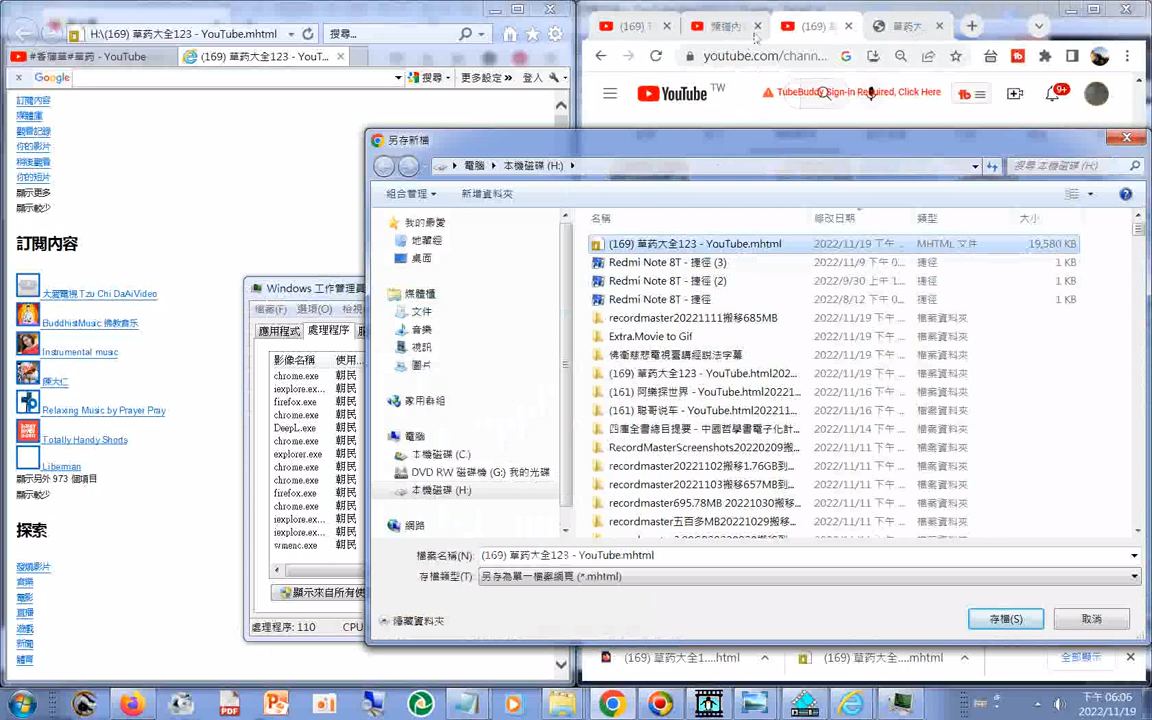 H:\(169) 草药大全123 - YouTube.mhtml
搜尋...
#香蒲草#草药 - YouTube
(169) 草药大全123 - YouT...
Google
搜尋
更多設定 »
登入
訂閱內容
媒體庫
觀看記錄
你的影片
稍後觀看
你的短片
顯示更多
顯示較少
訂閱內容
大愛電視 Tzu Chi DaAiVideo
BuddhistMusic 佛教音乐
Instrumental music
陳大仁
Relaxing Music by Prayer Pray
Totally Handy Shorts
Liberman
顯示另外 973 個項目
顯示較少
探索
發燒影片
音樂
電影
直播
遊戲
新聞
體育
Windows 工作管理員
檔案(F) 選項(O) 檢視
應用程式 處理程序
影像名稱 使用...
chrome.exe 朝民
iexplore.ex... 朝民
firefox.exe 朝民
chrome.exe 朝民
DeepL.exe 朝民
chrome.exe 朝民
explorer.exe 朝民
chrome.exe 朝民
firefox.exe 朝民
chrome.exe 朝民
iexplore.ex... 朝民
iexplore.ex... 朝民
wmenc.exe 朝民
顯示來自所有使
處理程序: 110 CPU
(169)
頻道內
(169)
草药大
youtube.com/chann...
YouTube TW
TubeBuddy Sign-in Required, Click Here
9+
另存新檔
電腦 本機磁碟 (H:)
搜尋 本機磁碟 (H:)
組合管理 新增資料夾
我的最愛
地藏經
桌面
媒體櫃
文件
音樂
視訊
圖片
家用群組
電腦
本機磁碟 (C:)
DVD RW 磁碟機 (G:) 我的光碟
本機磁碟 (H:)
網路
名稱 修改日期 類型 大小
(169) 草药大全123 - YouTube.mhtml 2022/11/19 下午 ... MHTML 文件 19,580 KB
Redmi Note 8T - 捷徑 (3) 2022/11/9 下午 0... 捷徑 1 KB
Redmi Note 8T - 捷徑 (2) 2022/9/30 上午 1... 捷徑 1 KB
Redmi Note 8T - 捷徑 2022/8/12 下午 0... 捷徑 1 KB
recordmaster20221111搬移685MB 2022/11/19 下午 ... 檔案資料夾
Extra.Movie to Gif 2022/11/19 下午 ... 檔案資料夾
佛衛慈悲電視臺講經說法字幕 2022/11/19 下午 ... 檔案資料夾
(169) 草药大全123 - YouTube.html202... 2022/11/19 下午 ... 檔案資料夾
(161) 阿樂探世界 - YouTube.html20221... 2022/11/16 下午 ... 檔案資料夾
(161) 聪哥说车 - YouTube.html202211... 2022/11/16 下午 ... 檔案資料夾
四庫全書總目提要 - 中國哲學書電子化計... 2022/11/14 下午 ... 檔案資料夾
RecordMasterScreenshots20220209搬... 2022/11/11 下午 ... 檔案資料夾
recordmaster20221102搬移1.76GB到... 2022/11/11 下午 ... 檔案資料夾
recordmaster20221103搬移657MB到... 2022/11/11 下午 ... 檔案資料夾
recordmaster695.78MB 20221030搬移... 2022/11/11 下午 ... 檔案資料夾
recordmaster五百多MB20221029搬移... 2022/11/11 下午 ... 檔案資料夾
檔案名稱(N): (169) 草药大全123 - YouTube.mhtml
存檔類型(T): 另存為單一檔案網頁 (*.mhtml)
隱藏資料夾
存檔(S)
取消
(169) 草药大全1....html
(169) 草药大全....mhtml
全部顯示
下午 06:06
2022/11/19